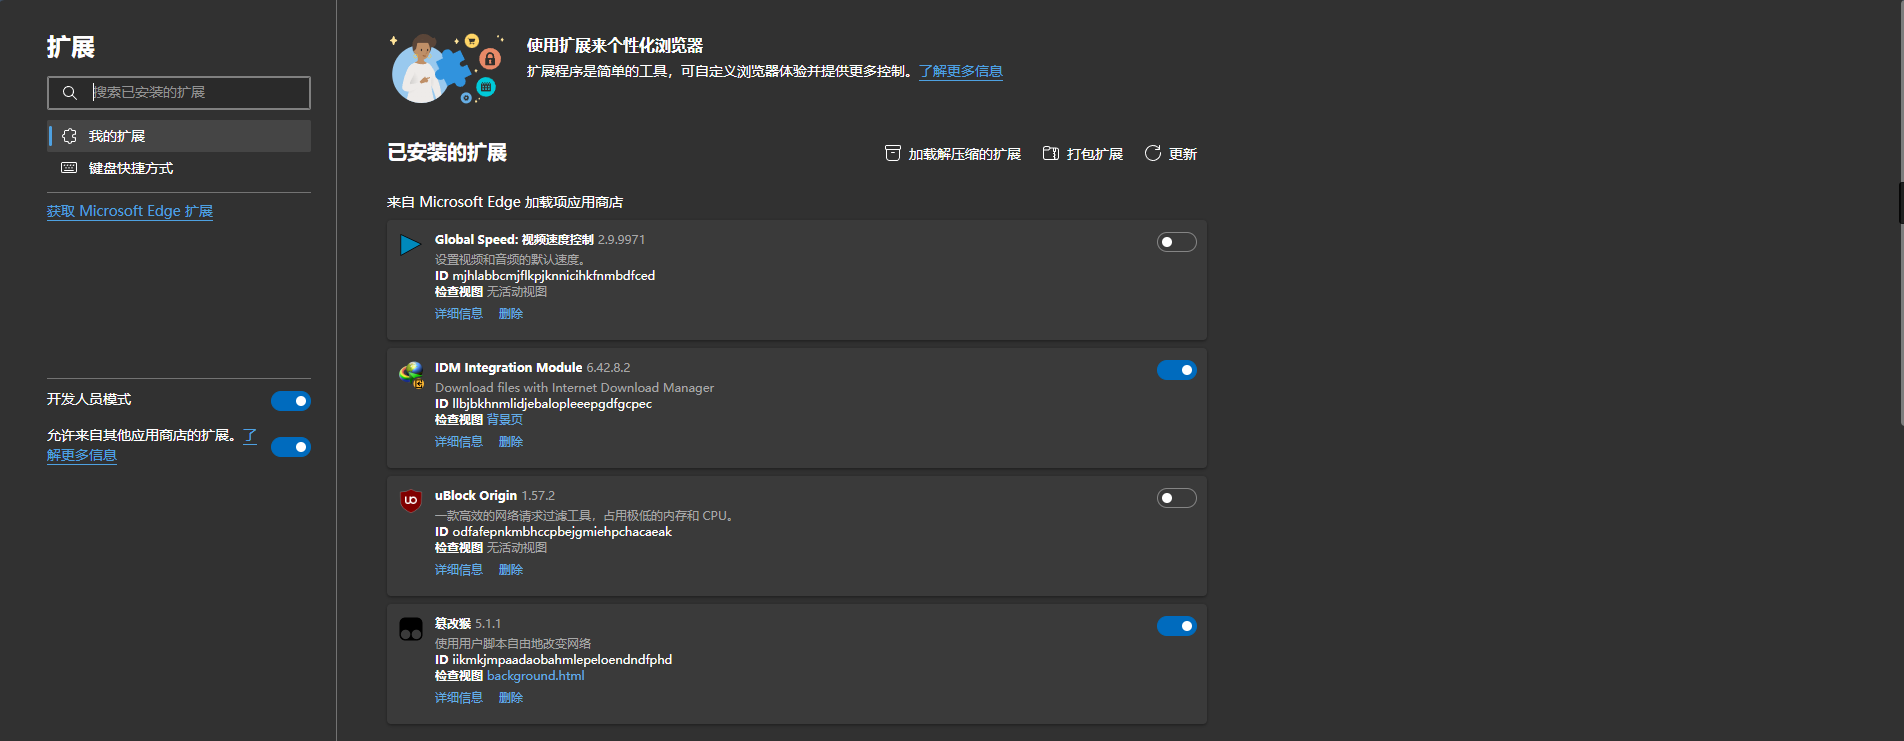 扩展
搜索已安装的扩展
我的扩展
键盘快捷方式
获取 Microsoft Edge 扩展
开发人员模式
允许来自其他应用商店的扩展。了
解更多信息
使用扩展来个性化浏览器
扩展程序是简单的工具，可自定义浏览器体验并提供更多控制。了解更多信息
已安装的扩展
加载解压缩的扩展 打包扩展 更新
来自 Microsoft Edge 加载项应用商店
Global Speed: 视频速度控制 2.9.9971
设置视频和音频的默认速度。
ID mjhlabbcmjflkpjknnicihkfnmbdfced
检查视图 无活动视图
详细信息 删除
IDM Integration Module 6.42.8.2
Download files with Internet Download Manager
ID llbjbkhnmlidjebalopleeepgdfgcpec
检查视图 背景页
详细信息 删除
uBlock Origin 1.57.2
一款高效的网络请求过滤工具，占用极低的内存和 CPU。
ID odfafepnkmbhccpbejgmiehpchacaeak
检查视图 无活动视图
详细信息 删除
篡改猴 5.1.1
使用用户脚本自由地改变网络
ID iikmkjmpaadaobahmlepeloendndfphd
检查视图 background.html
详细信息 删除